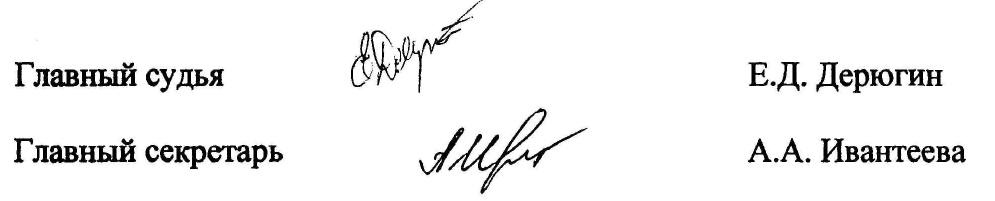 Главный судья Е.Д. Дерюгин
Главный секретарь А.А. Ивантеева